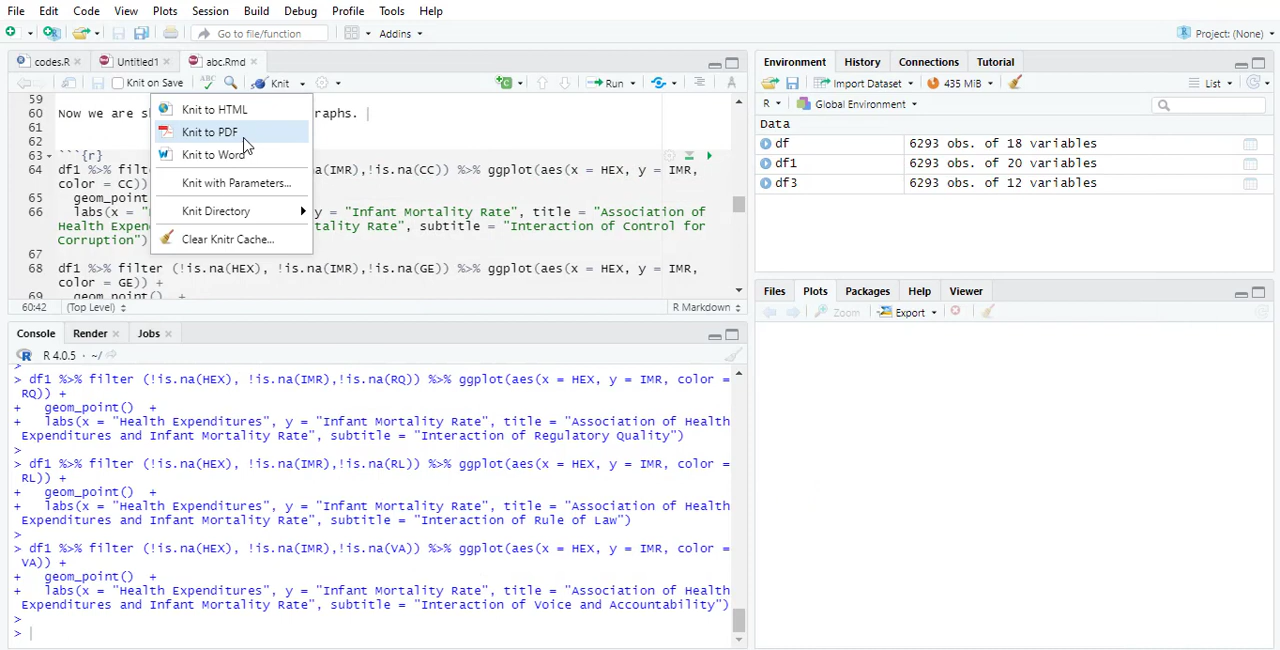 File Edit Code View Plots Session Build Debug Profile Tools Help
Go to file/function Addins Project: (None)
codes.R Untitled1 abc.Rmd
Knit on Save ABC Knit Run
59
60 Now we are s raphs.
61
62
63 ```{r}
64 df1 %>% filt (IMR),!is.na(CC)) %>% ggplot(aes(x = HEX, y = IMR,
color = CC))
65 geom_point
66 labs(x = " y = "Infant Mortality Rate", title = "Association of
Health Expen tality Rate", subtitle = "Interaction of Control for
Corruption")
67
68 df1 %>% filter (!is.na(HEX), !is.na(IMR),!is.na(GE)) %>% ggplot(aes(x = HEX, y = IMR,
color = GE)) +
69 geom_point() +
60:42 (Top Level) R Markdown
Knit to HTML
Knit to PDF
Knit to Word
Knit with Parameters...
Knit Directory
Clear Knitr Cache...
Console Render Jobs
R 4.0.5 · ~/
>
> df1 %>% filter (!is.na(HEX), !is.na(IMR),!is.na(RQ)) %>% ggplot(aes(x = HEX, y = IMR, color =
RQ)) +
+ geom_point() +
+ labs(x = "Health Expenditures", y = "Infant Mortality Rate", title = "Association of Health
Expenditures and Infant Mortality Rate", subtitle = "Interaction of Regulatory Quality")
>
> df1 %>% filter (!is.na(HEX), !is.na(IMR),!is.na(RL)) %>% ggplot(aes(x = HEX, y = IMR, color =
RL)) +
+ geom_point() +
+ labs(x = "Health Expenditures", y = "Infant Mortality Rate", title = "Association of Health
Expenditures and Infant Mortality Rate", subtitle = "Interaction of Rule of Law")
>
> df1 %>% filter (!is.na(HEX), !is.na(IMR),!is.na(VA)) %>% ggplot(aes(x = HEX, y = IMR, color =
VA)) +
+ geom_point() +
+ labs(x = "Health Expenditures", y = "Infant Mortality Rate", title = "Association of Health
Expenditures and Infant Mortality Rate", subtitle = "Interaction of Voice and Accountability")
>
>
Environment History Connections Tutorial
Import Dataset 435 MiB List
R Global Environment
Data
df 6293 obs. of 18 variables
df1 6293 obs. of 20 variables
df3 6293 obs. of 12 variables
Files Plots Packages Help Viewer
Zoom Export